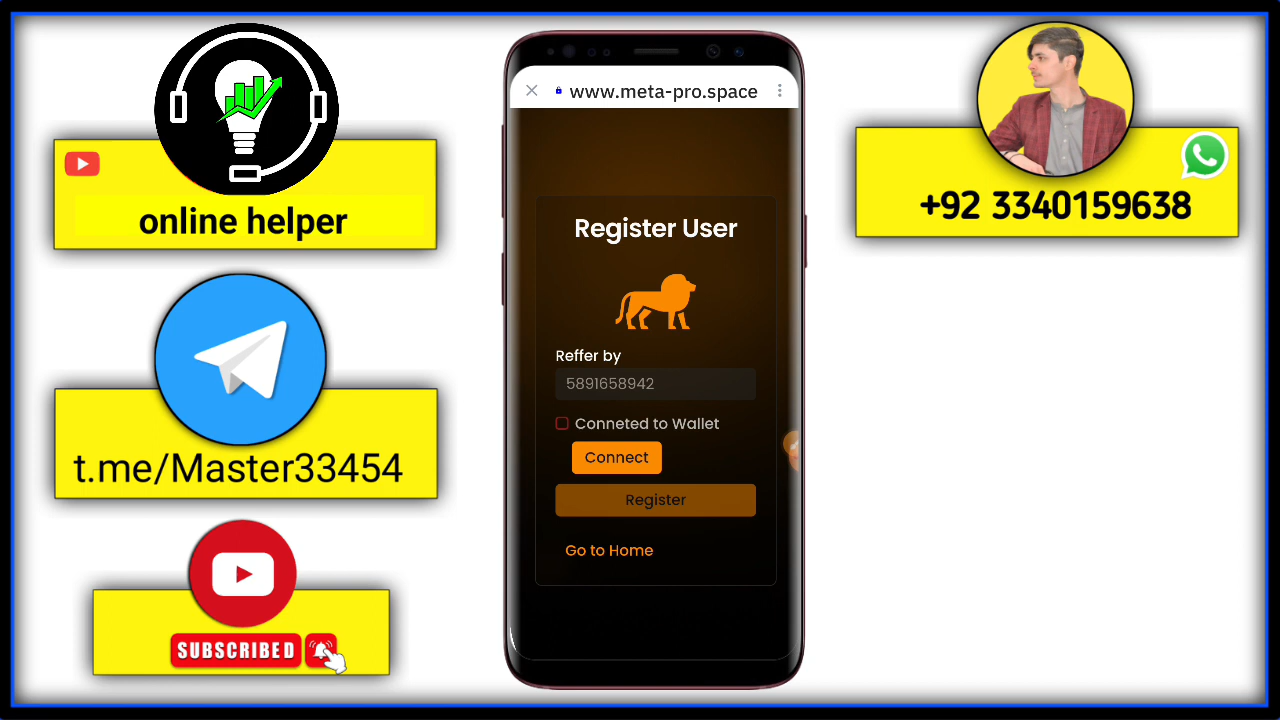 online helper
t.me/Master33454
SUBSCRIBED
www.meta-pro.space
Register User
Reffer by
5891658942
Conneted to Wallet
Connect
Register
Go to Home
+92 3340159638